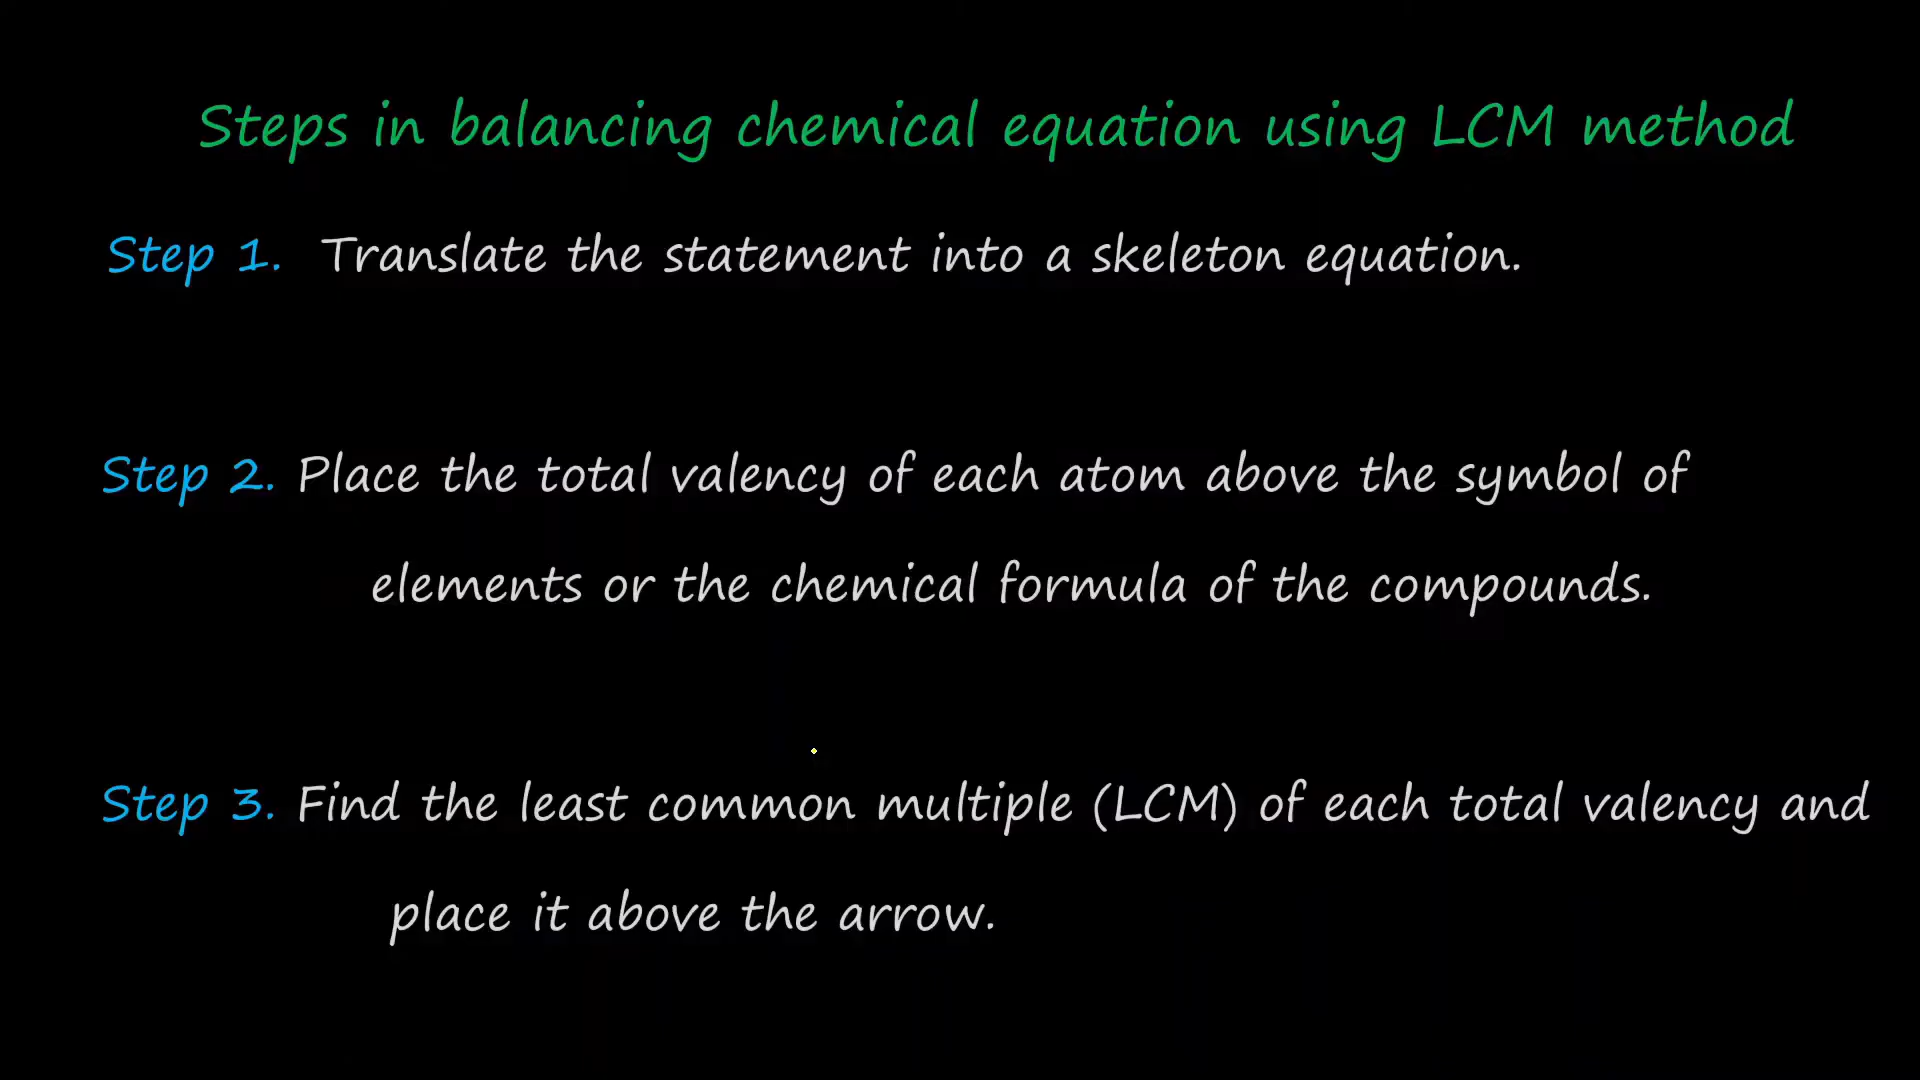 Steps in balancing chemical equation using LCM method
Step 1. Translate the statement into a skeleton equation.
Step 2. Place the total valency of each atom above the symbol of
elements or the chemical formula of the compounds.
Step 3. Find the least common multiple (LCM) of each total valency and
place it above the arrow.